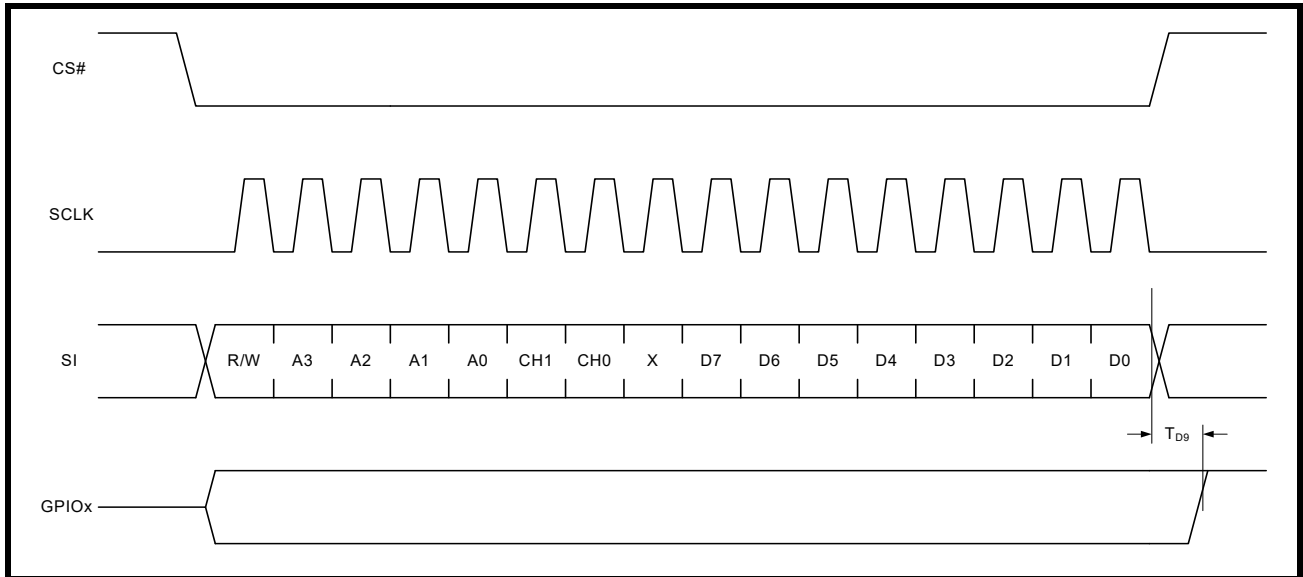 CS#
SCLK
SI R/W A3 A2 A1 A0 CH1 CH0 X D7 D6 D5 D4 D3 D2 D1 D0
TD9
GPIOx